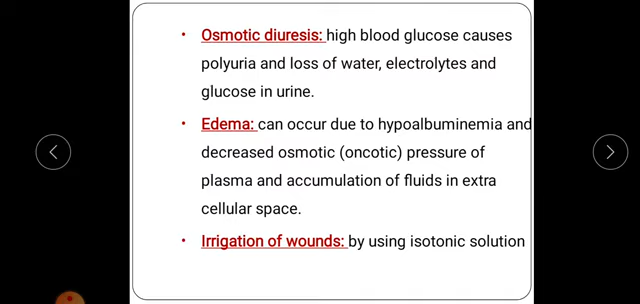 • Osmotic diuresis: high blood glucose causes
polyuria and loss of water, electrolytes and
glucose in urine.
• Edema: can occur due to hypoalbuminemia and
decreased osmotic (oncotic) pressure of
plasma and accumulation of fluids in extra
cellular space.
• Irrigation of wounds: by using isotonic solution